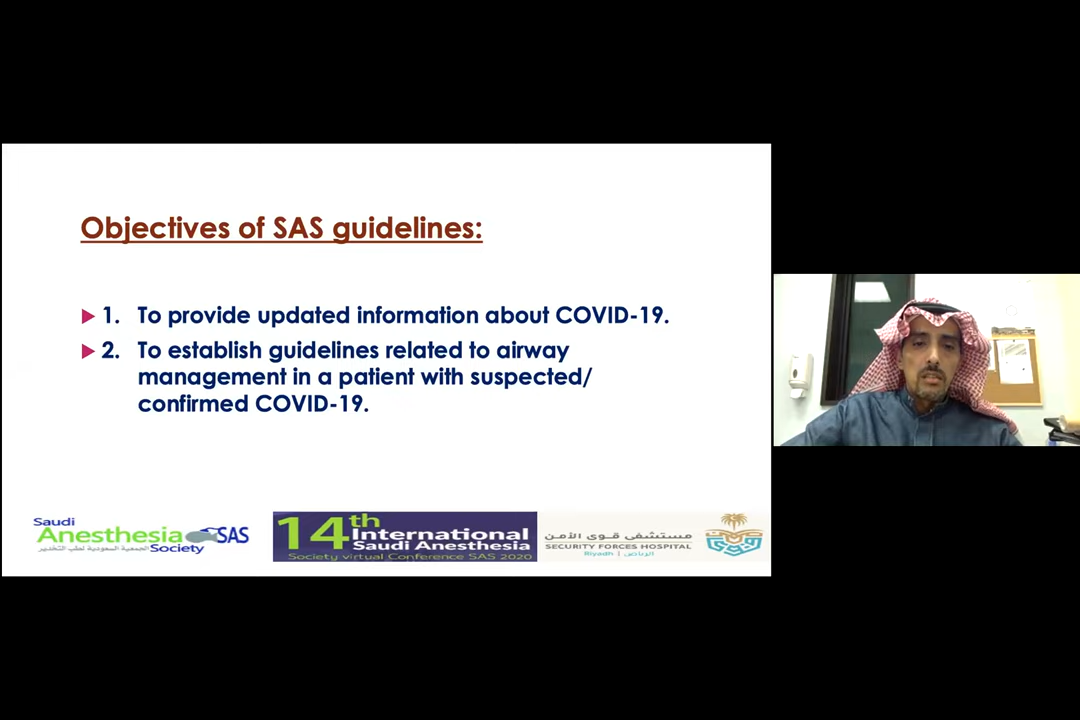 Objectives of SAS guidelines:
1. To provide updated information about COVID-19.
2. To establish guidelines related to airway
management in a patient with suspected/
confirmed COVID-19.
Saudi
Anesthesia SAS
الجمعية السعودية لطب التخدير Society
14th
International
Saudi Anesthesia
Society virtual Conference SAS 2020
مستشفى قوى الأمن
SECURITY FORCES HOSPITAL
Riyadh | الرياض